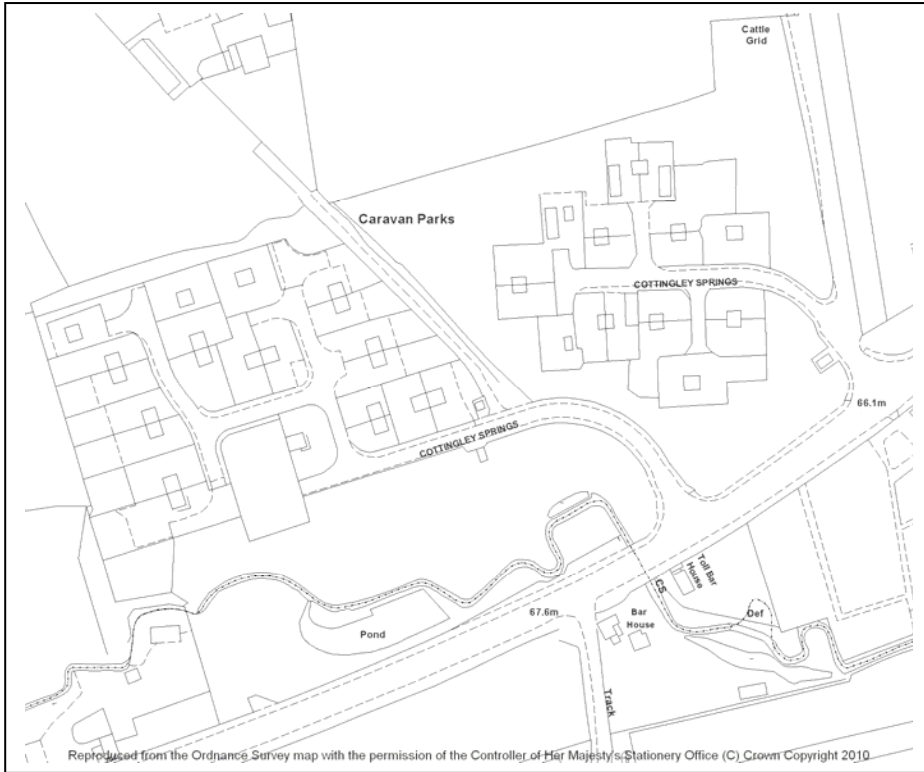 Cattle
Grid
Caravan Parks
COTTINGLEY SPRINGS
66.1m
COTTINGLEY SPRINGS
Toll Bar
House
CS
Def
67.6m
Bar
House
Pond
Track
Reproduced from the Ordnance Survey map with the permission of the Controller of Her Majesty's Stationery Office (C) Crown Copyright 2010